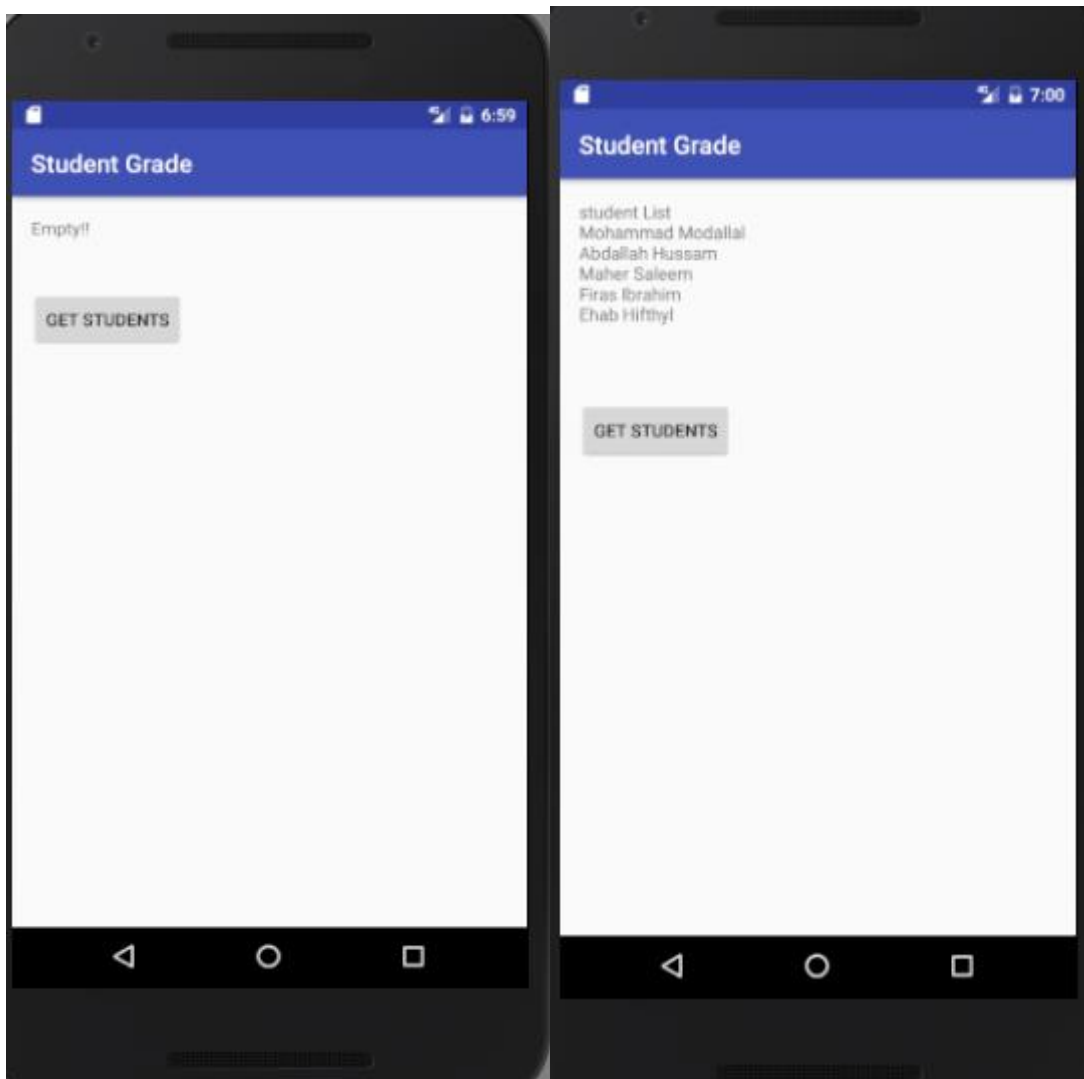 6:59
Student Grade
Empty!!
GET STUDENTS
7:00
Student Grade
student List
Mohammad Modallal
Abdallah Hussam
Maher Saleem
Firas Ibrahim
Ehab Hifthyl
GET STUDENTS